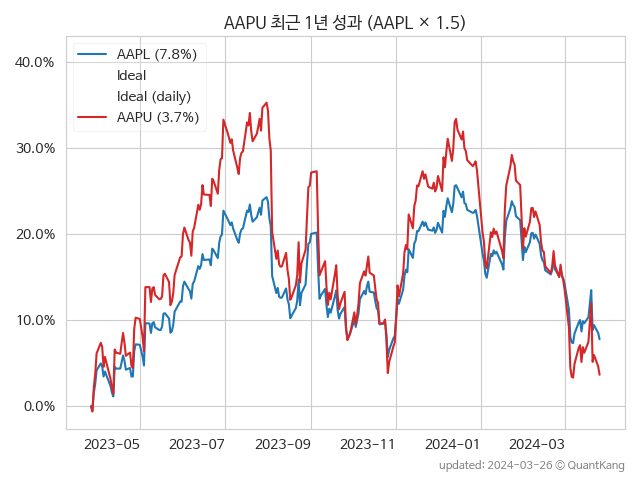 AAPU 최근 1년 성과 (AAPL × 1.5)
AAPL (7.8%)
Ideal
Ideal (daily)
AAPU (3.7%)
40.0%
30.0%
20.0%
10.0%
0.0%
2023-05
2023-07
2023-09
2023-11
2024-01
2024-03
updated: 2024-03-26 © QuantKang